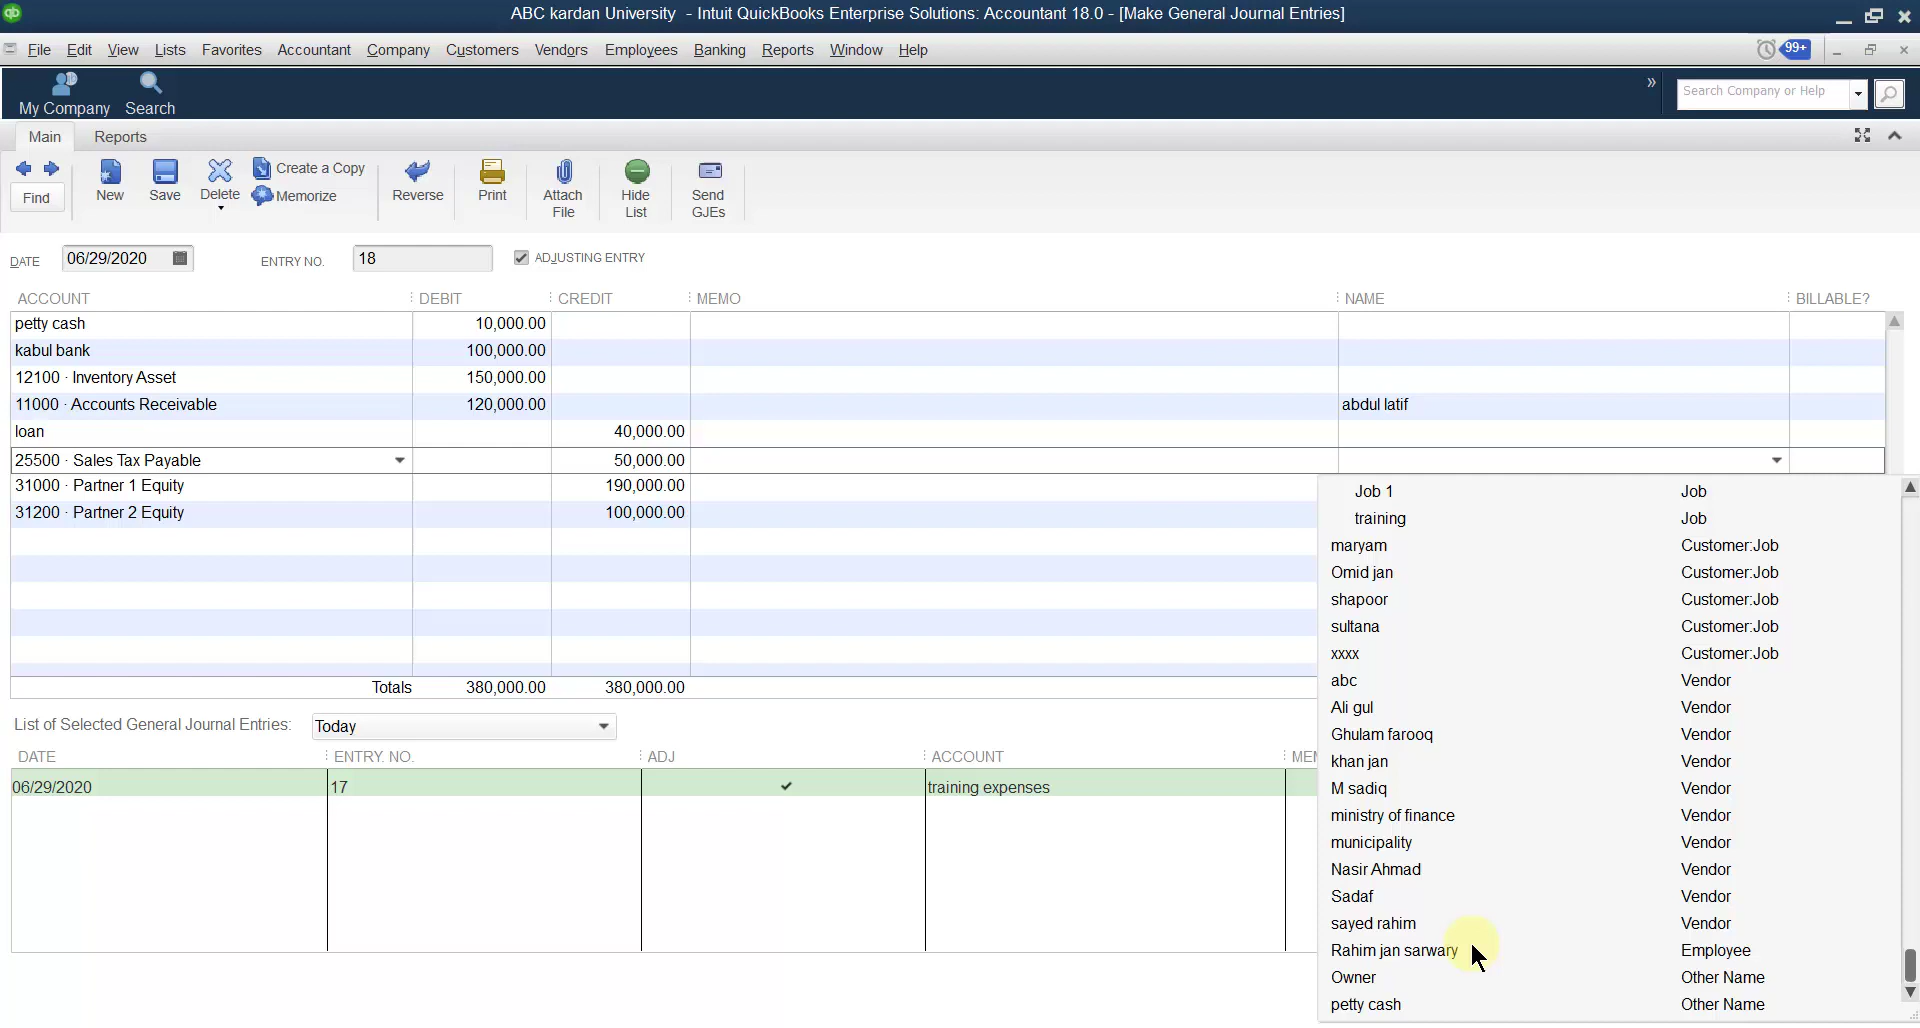 ABC kardan University - Intuit QuickBooks Enterprise Solutions: Accountant 18.0 - [Make General Journal Entries]
File Edit View Lists Favorites Accountant Company Customers Vendors Employees Banking Reports Window Help
99+
My Company Search
» Search Company or Help
Main Reports
Find New Save Delete Create a Copy Memorize Reverse Print Attach File Hide List Send GJEs
DATE 06/29/2020 ENTRY NO. 18 ADJUSTING ENTRY
ACCOUNT DEBIT CREDIT MEMO NAME BILLABLE?
petty cash 10,000.00
kabul bank 100,000.00
12100 · Inventory Asset 150,000.00
11000 · Accounts Receivable 120,000.00 abdul latif
loan 40,000.00
25500 · Sales Tax Payable 50,000.00
31000 · Partner 1 Equity 190,000.00
31200 · Partner 2 Equity 100,000.00
Totals 380,000.00 380,000.00
Job 1 Job
training Job
maryam Customer:Job
Omid jan Customer:Job
shapoor Customer:Job
sultana Customer:Job
xxxx Customer:Job
abc Vendor
Ali gul Vendor
Ghulam farooq Vendor
khan jan Vendor
M sadiq Vendor
ministry of finance Vendor
municipality Vendor
Nasir Ahmad Vendor
Sadaf Vendor
sayed rahim Vendor
Rahim jan sarwary Employee
Owner Other Name
petty cash Other Name
List of Selected General Journal Entries: Today
DATE ENTRY. NO. ADJ ACCOUNT MEM
06/29/2020 17 training expenses